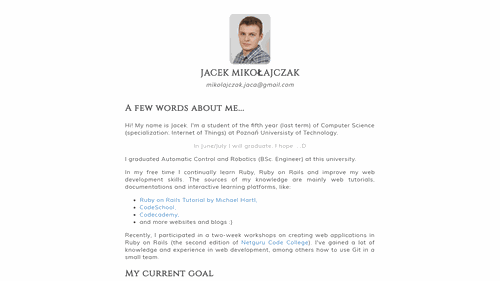 JACEK MIKOŁAJCZAK
mikolajczak.jaca@gmail.com
A FEW WORDS ABOUT ME...
Hi! My name is Jacek. I'm a student of the fifth year (last term) of Computer Science
(specialization: Internet of Things) at Poznań Univeristy of Technology.
In June/July I will graduate, I hope :D
I graduated Automatic Control and Robotics (BSc. Engineer) at this university.
In my free time I continually learn Ruby, Ruby on Rails and improve my web
development skills. The sources of my knowledge are mainly web tutorials,
documentations and interactive learning platforms, like:
Ruby on Rails Tutorial by Michael Hartl,
CodeSchool,
Codecademy,
and more websites and blogs :)
Recently, I participated in a two-week workshops on creating web applications in
Ruby on Rails (the second edition of Netguru Code College). I've gained a lot of
knowledge and experience in web development, among others how to use Git in a
small team.
MY CURRENT GOAL